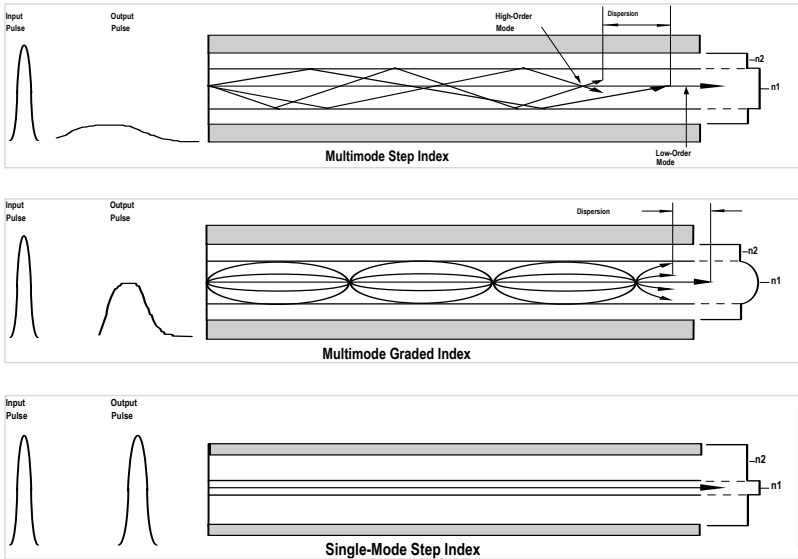 Input
Pulse
Output
Pulse
High-Order
Mode
Dispersion
n2
n1
Low-Order
Mode
Multimode Step Index
Input
Pulse
Output
Pulse
Dispersion
n2
n1
Multimode Graded Index
Input
Pulse
Output
Pulse
n2
n1
Single-Mode Step Index